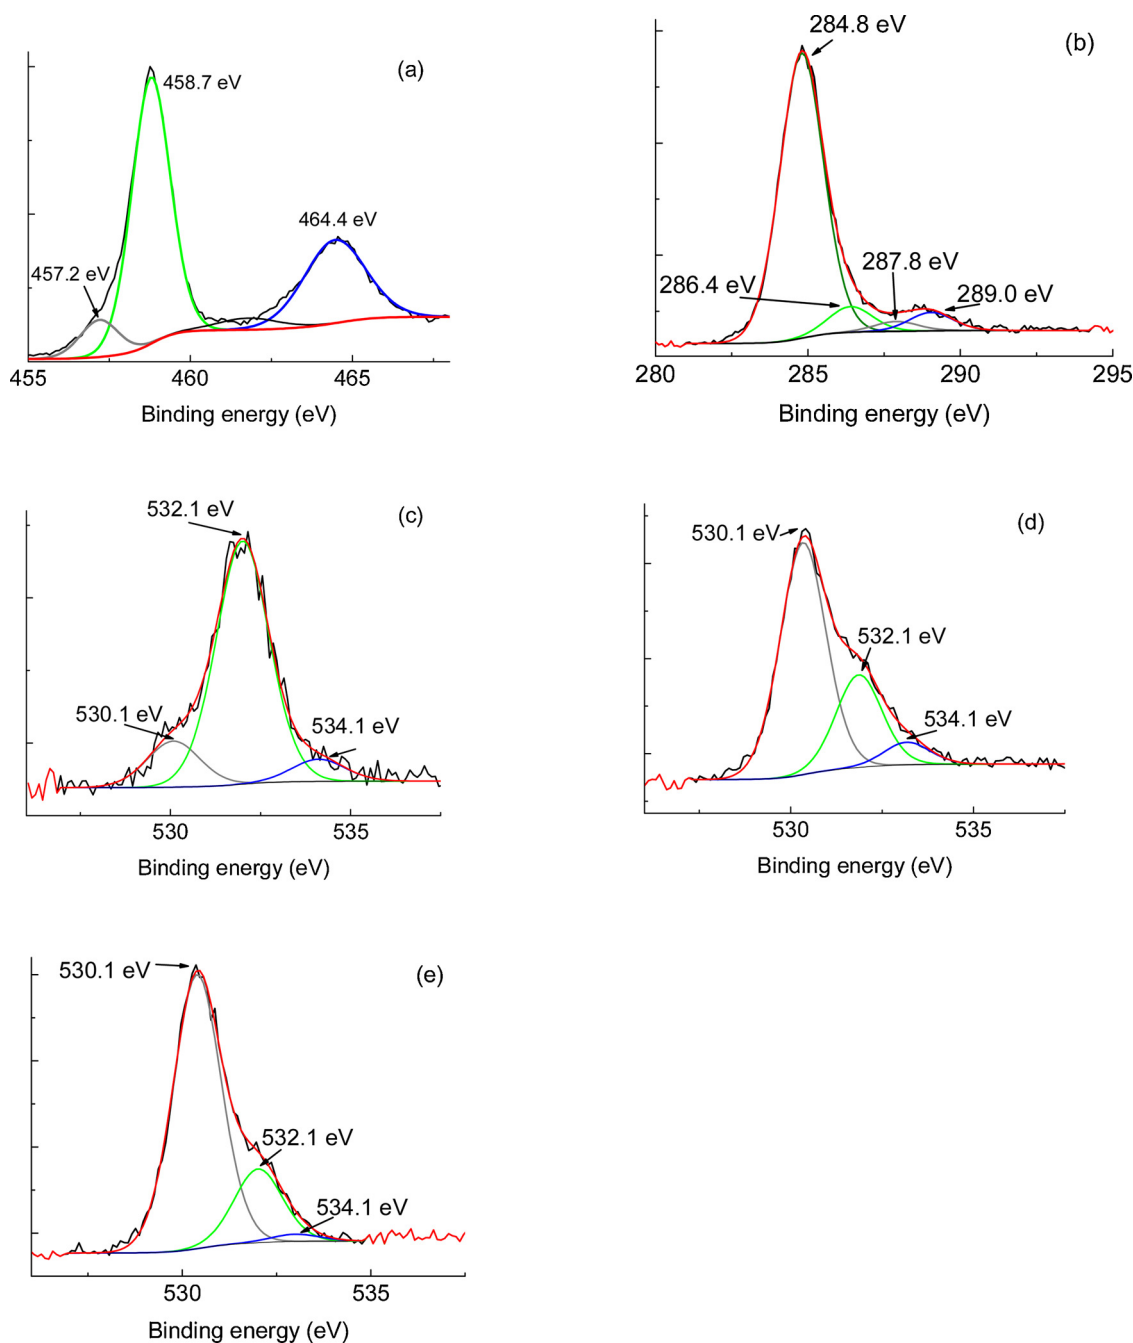 (a)
458.7 eV
464.4 eV
457.2 eV
455
460
465
Binding energy (eV)
(b)
284.8 eV
287.8 eV
286.4 eV
289.0 eV
280
285
290
295
Binding energy (eV)
(c)
532.1 eV
530.1 eV
534.1 eV
530
535
Binding energy (eV)
(d)
530.1 eV
532.1 eV
534.1 eV
530
535
Binding energy (eV)
(e)
530.1 eV
532.1 eV
534.1 eV
530
535
Binding energy (eV)